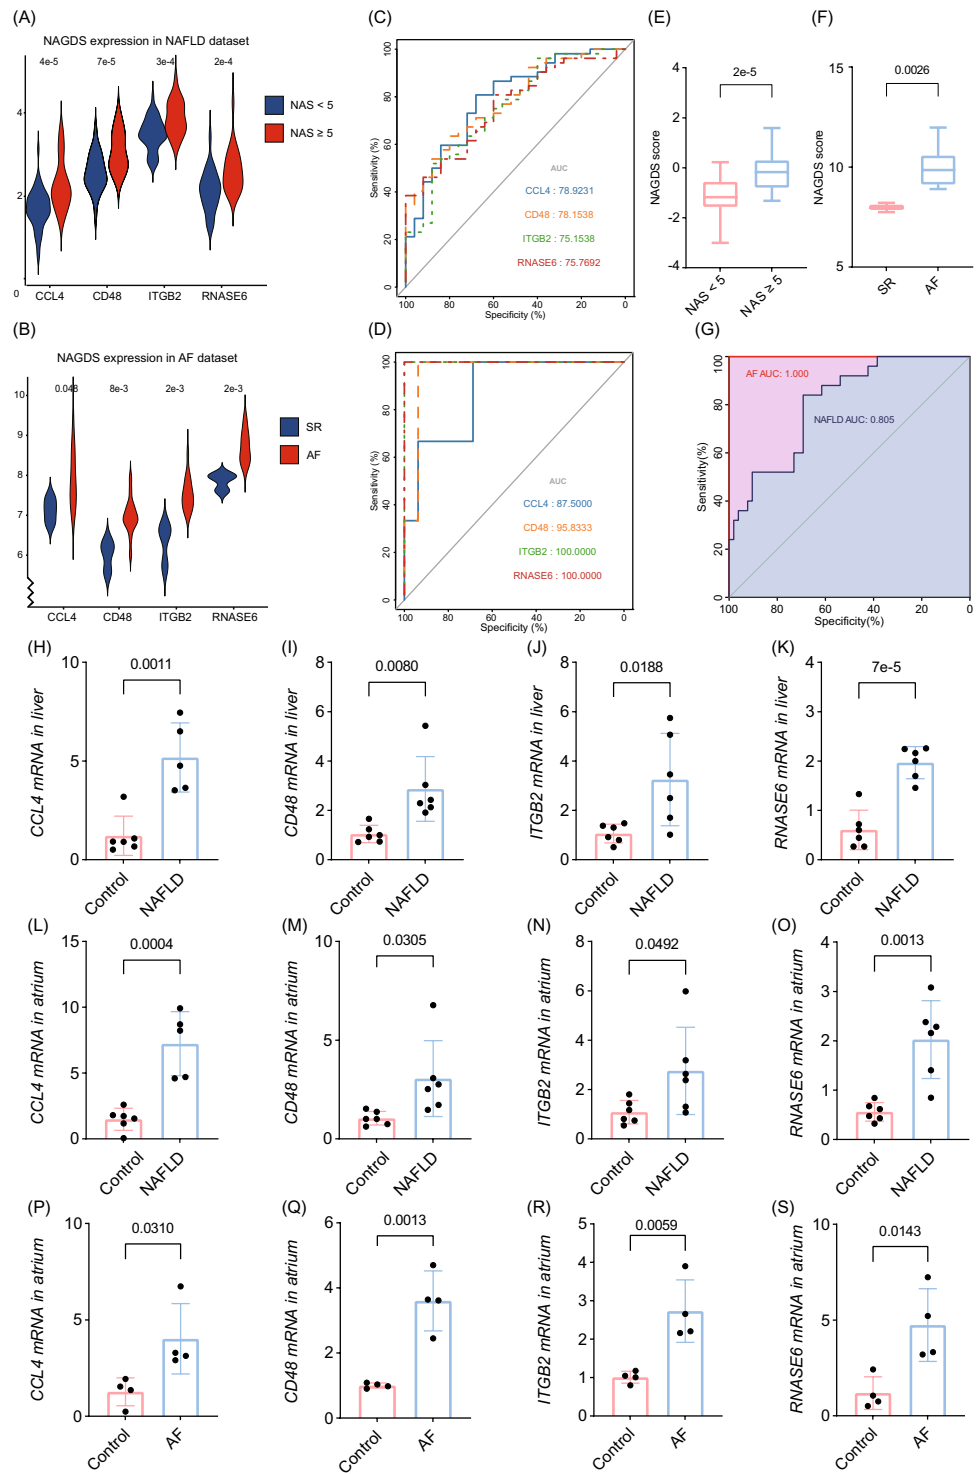 (A)
NAGDS expression in NAFLD dataset
4e-5 7e-5 3e-4 2e-4
4
2
0
CCL4 CD48 ITGB2 RNASE6
NAS < 5
NAS ≥ 5
(B)
NAGDS expression in AF dataset
0.048 8e-3 2e-3 2e-3
10
9
8
7
6
CCL4 CD48 ITGB2 RNASE6
SR
AF
(C)
Sensitivity (%)
100
80
60
40
20
0
AUC
CCL4 : 78.9231
CD48 : 78.1538
ITGB2 : 75.1538
RNASE6 : 75.7692
100 80 60 40 20 0
Specificity (%)
(D)
Sensitivity (%)
100
80
60
40
20
0
AUC
CCL4 : 87.5000
CD48 : 95.8333
ITGB2 : 100.0000
RNASE6 : 100.0000
100 80 60 40 20 0
Specificity (%)
(E)
2e-5
NAGDS score
4
2
0
-2
-4
NAS < 5 NAS ≥ 5
(F)
0.0026
NAGDS score
15
10
5
SR AF
(G)
Sensitivity(%)
100
80
60
40
20
0
AF AUC: 1.000
NAFLD AUC: 0.805
100 80 60 40 20 0
Specificity(%)
(H)
CCL4 mRNA in liver
0.0011
10
5
0
Control NAFLD
(I)
CD48 mRNA in liver
0.0080
8
6
4
2
0
Control NAFLD
(J)
ITGB2 mRNA in liver
0.0188
8
6
4
2
0
Control NAFLD
(K)
RNASE6 mRNA in liver
7e-5
4
3
2
1
0
Control NAFLD
(L)
CCL4 mRNA in atrium
0.0004
15
10
5
0
Control NAFLD
(M)
CD48 mRNA in atrium
0.0305
10
5
0
Control NAFLD
(N)
ITGB2 mRNA in atrium
0.0492
8
6
4
2
0
Control NAFLD
(O)
RNASE6 mRNA in atrium
0.0013
4
3
2
1
0
Control NAFLD
(P)
CCL4 mRNA in atrium
0.0310
10
5
0
Control AF
(Q)
CD48 mRNA in atrium
0.0013
6
4
2
0
Control AF
(R)
ITGB2 mRNA in atrium
0.0059
5
4
3
2
1
0
Control AF
(S)
RNASE6 mRNA in atrium
0.0143
10
5
0
Control AF